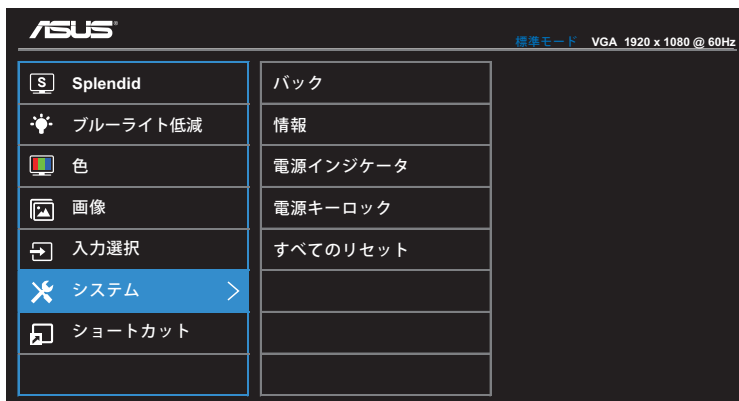 ASUS
標準モード VGA 1920 x 1080 @ 60Hz
S Splendid
ブルーライト低減
色
画像
入力選択
システム
ショートカット
バック
情報
電源インジケータ
電源キーロック
すべてのリセット